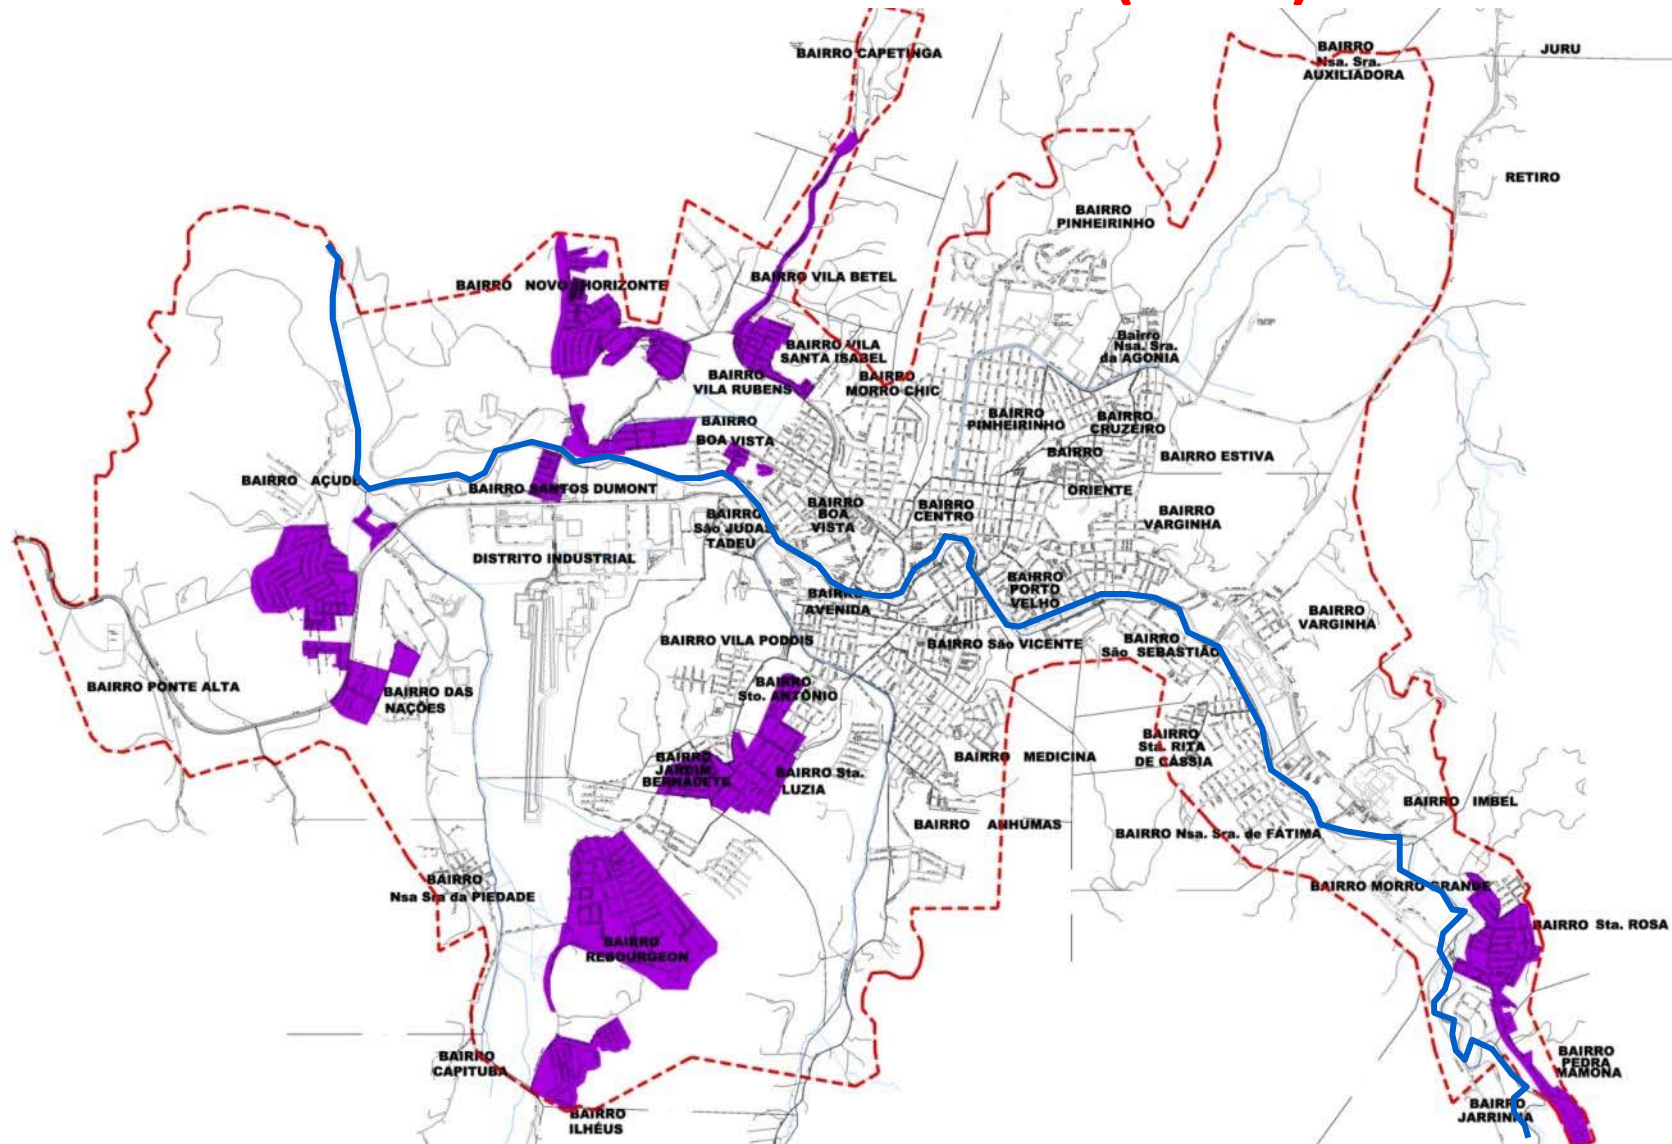 BAIRRO CAPETINGA
BAIRRO
Nsa. Sra.
AUXILIADORA
JURU
RETIRO
BAIRRO
PINHEIRINHO
BAIRRO NOVO HORIZONTE
BAIRRO VILA BETEL
BAIRRO VILA
SANTA ISABEL
Bairro
Nsa. Sra.
da AGONIA
BAIRRO
VILA RUBENS
BAIRRO
MORRO CHIC
BAIRRO
BOA VISTA
BAIRRO
PINHEIRINHO
BAIRRO
CRUZEIRO
BAIRRO
ORIENTE
BAIRRO ESTIVA
BAIRRO AÇUDE
BAIRRO SANTOS DUMONT
BAIRRO
São JUDAS
TADEU
BAIRRO
BOA
VISTA
BAIRRO
CENTRO
BAIRRO
VARGINHA
DISTRITO INDUSTRIAL
BAIRRO
AVENIDA
BAIRRO
PORTO
VELHO
BAIRRO
VARGINHA
BAIRRO VILA PODDIS
BAIRRO São VICENTE
BAIRRO
São SEBASTIÃO
BAIRRO PONTE ALTA
BAIRRO DAS
NAÇÕES
BAIRRO
Sto. ANTÔNIO
BAIRRO
JARDIM
BERNADETE
BAIRRO Sta.
LUZIA
BAIRRO MEDICINA
BAIRRO
Sta. RITA
DE CÁSSIA
BAIRRO IMBEL
BAIRRO ANHUMAS
BAIRRO Nsa. Sra. de FÁTIMA
BAIRRO
Nsa Sra da PIEDADE
BAIRRO MORRO GRANDE
BAIRRO Sta. ROSA
BAIRRO
REBOURGEON
BAIRRO
CAPITUBA
BAIRRO
PEDRA
MAMONA
BAIRRO
ILHÉUS
BAIRRO
JARRINHA